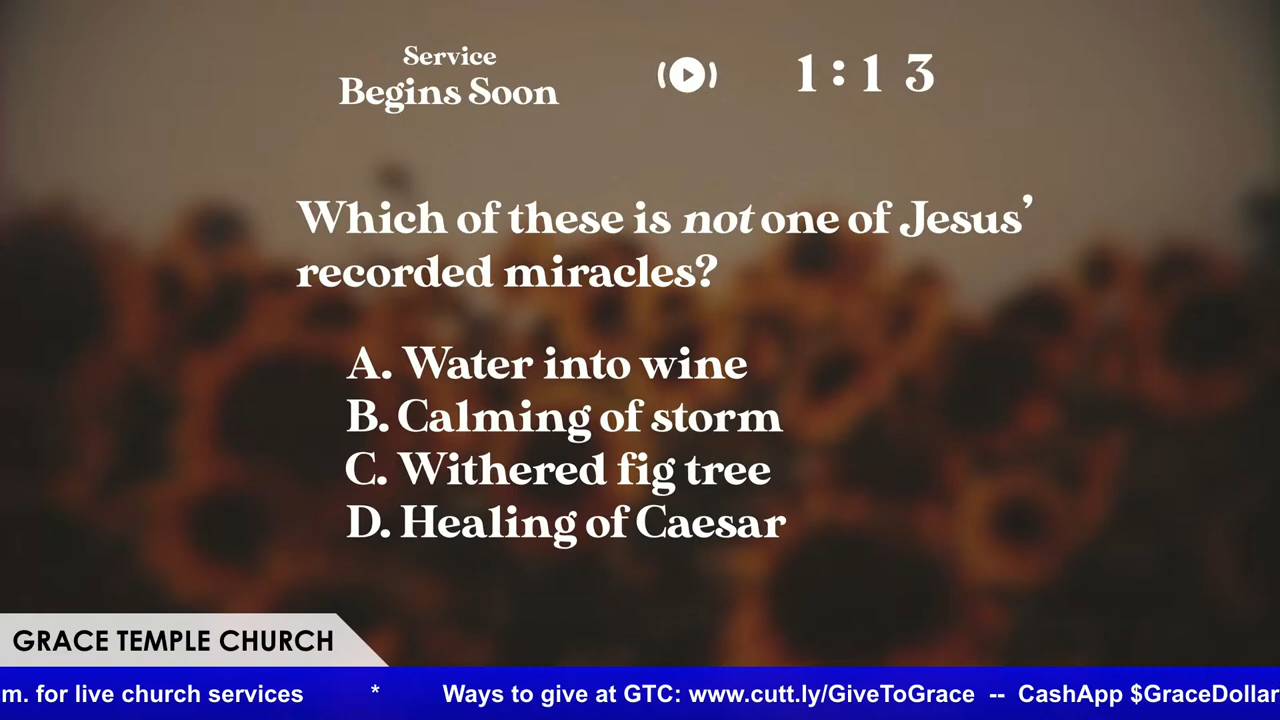 Service
Begins Soon
1:13
Which of these is not one of Jesus’
recorded miracles?
A. Water into wine
B. Calming of storm
C. Withered fig tree
D. Healing of Caesar
GRACE TEMPLE CHURCH
m. for live church services * Ways to give at GTC: www.cutt.ly/GiveToGrace -- CashApp $GraceDollar